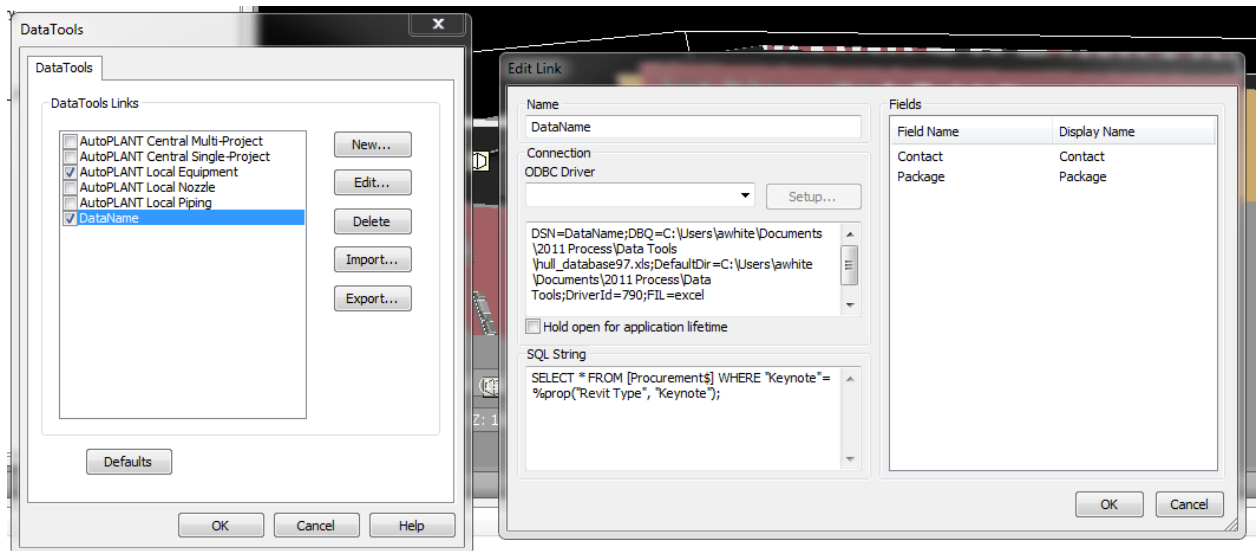 DataTools
DataTools
DataTools Links
AutoPLANT Central Multi-Project
AutoPLANT Central Single-Project
AutoPLANT Local Equipment
AutoPLANT Local Nozzle
AutoPLANT Local Piping
DataName
New...
Edit...
Delete
Import...
Export...
Defaults
OK Cancel Help
Z: 1
Edit Link
Name
DataName
Connection
ODBC Driver
Setup...
DSN=DataName;DBQ=C:\Users\awhite\Documents
\2011 Process\Data Tools
\hull_database97.xls;DefaultDir=C:\Users\awhite
\Documents\2011 Process\Data
Tools;DriverId=790;FIL=excel
Hold open for application lifetime
SQL String
SELECT * FROM [Procurement$] WHERE "Keynote"=
%prop("Revit Type", "Keynote");
Fields
Field Name Display Name
Contact Contact
Package Package
OK Cancel